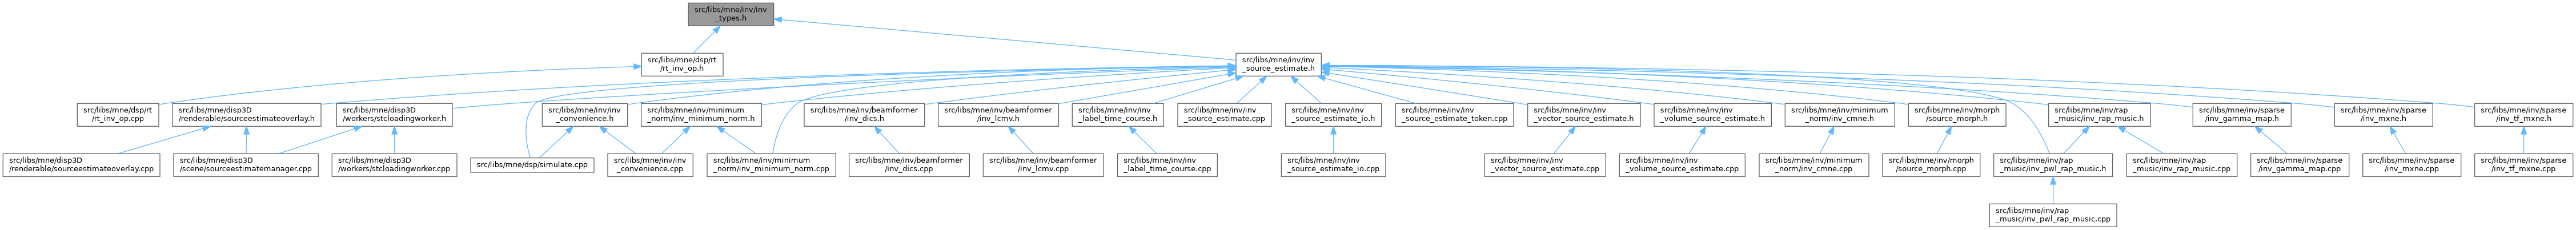 src/libs/mne/inv/inv
_types.h
src/libs/mne/dsp/rt
/rt_inv_op.h
src/libs/mne/inv/inv
_source_estimate.h
src/libs/mne/dsp/rt
/rt_inv_op.cpp
src/libs/mne/disp3D
/renderable/sourceestimateoverlay.h
src/libs/mne/disp3D
/workers/stcloadingworker.h
src/libs/mne/inv/inv
_convenience.h
src/libs/mne/inv/minimum
_norm/inv_minimum_norm.h
src/libs/mne/inv/beamformer
/inv_dics.h
src/libs/mne/inv/beamformer
/inv_lcmv.h
src/libs/mne/inv/inv
_label_time_course.h
src/libs/mne/inv/inv
_source_estimate.cpp
src/libs/mne/inv/inv
_source_estimate_io.h
src/libs/mne/inv/inv
_source_estimate_token.cpp
src/libs/mne/inv/inv
_vector_source_estimate.h
src/libs/mne/inv/inv
_volume_source_estimate.h
src/libs/mne/inv/minimum
_norm/inv_cmne.h
src/libs/mne/inv/morph
/source_morph.h
src/libs/mne/inv/rap
_music/inv_rap_music.h
src/libs/mne/inv/sparse
/inv_gamma_map.h
src/libs/mne/inv/sparse
/inv_mxne.h
src/libs/mne/inv/sparse
/inv_tf_mxne.h
src/libs/mne/disp3D
/renderable/sourceestimateoverlay.cpp
src/libs/mne/disp3D
/scene/sourceestimatemanager.cpp
src/libs/mne/disp3D
/workers/stcloadingworker.cpp
src/libs/mne/dsp/simulate.cpp
src/libs/mne/inv/inv
_convenience.cpp
src/libs/mne/inv/minimum
_norm/inv_minimum_norm.cpp
src/libs/mne/inv/beamformer
/inv_dics.cpp
src/libs/mne/inv/beamformer
/inv_lcmv.cpp
src/libs/mne/inv/inv
_label_time_course.cpp
src/libs/mne/inv/inv
_source_estimate_io.cpp
src/libs/mne/inv/inv
_vector_source_estimate.cpp
src/libs/mne/inv/inv
_volume_source_estimate.cpp
src/libs/mne/inv/minimum
_norm/inv_cmne.cpp
src/libs/mne/inv/morph
/source_morph.cpp
src/libs/mne/inv/rap
_music/inv_pwl_rap_music.h
src/libs/mne/inv/rap
_music/inv_rap_music.cpp
src/libs/mne/inv/sparse
/inv_gamma_map.cpp
src/libs/mne/inv/sparse
/inv_mxne.cpp
src/libs/mne/inv/sparse
/inv_tf_mxne.cpp
src/libs/mne/inv/rap
_music/inv_pwl_rap_music.cpp